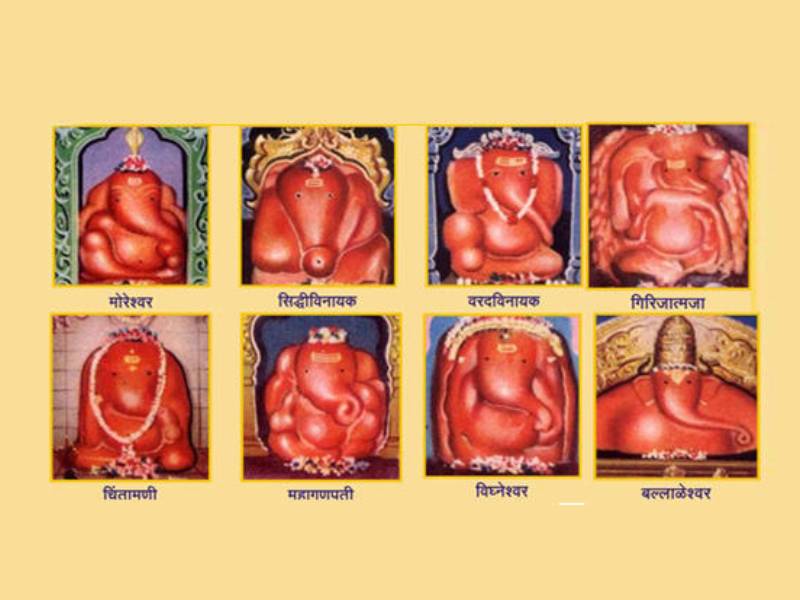 मोरेश्वर
सिद्धीविनायक
वरदविनायक
गिरिजात्मजा
चिंतामणी
महागणपती
विघ्नेश्वर
बल्लाळेश्वर